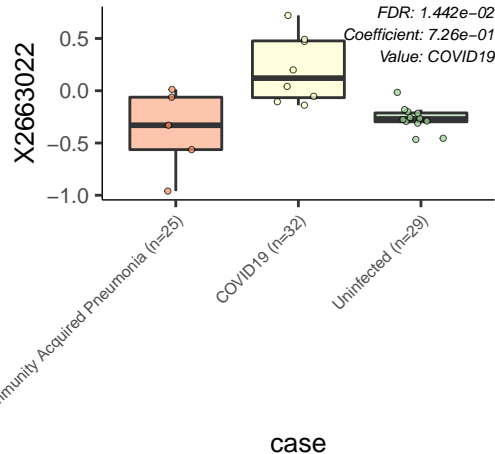 FDR: 1.442e−02
Coefficient: 7.26e−01
Value: COVID19
X2663022
0.5
0.0
−0.5
−1.0
Acquired Pneumonia (n=25)
COVID19 (n=32)
Uninfected (n=29)
case